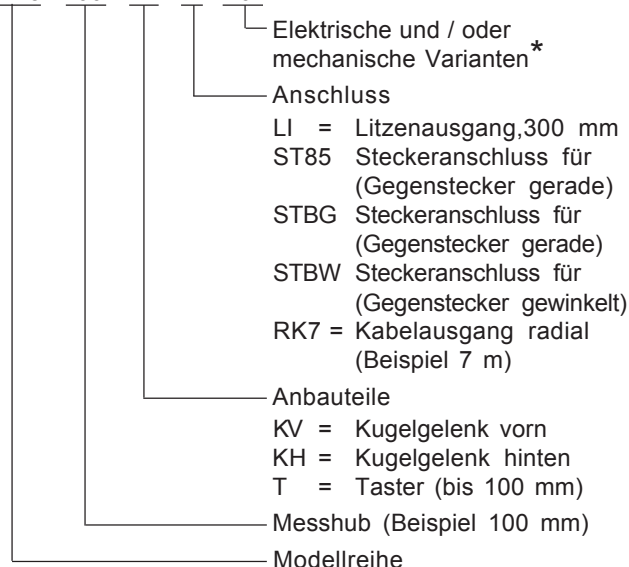 Elektrische und / oder
mechanische Varianten*
Anschluss
LI = Litzenausgang,300 mm
ST85 Steckeranschluss für
(Gegenstecker gerade)
STBG Steckeranschluss für
(Gegenstecker gerade)
STBW Steckeranschluss für
(Gegenstecker gewinkelt)
RK7 = Kabelausgang radial
(Beispiel 7 m)
Anbauteile
KV = Kugelgelenk vorn
KH = Kugelgelenk hinten
T = Taster (bis 100 mm)
Messhub (Beispiel 100 mm)
Modellreihe